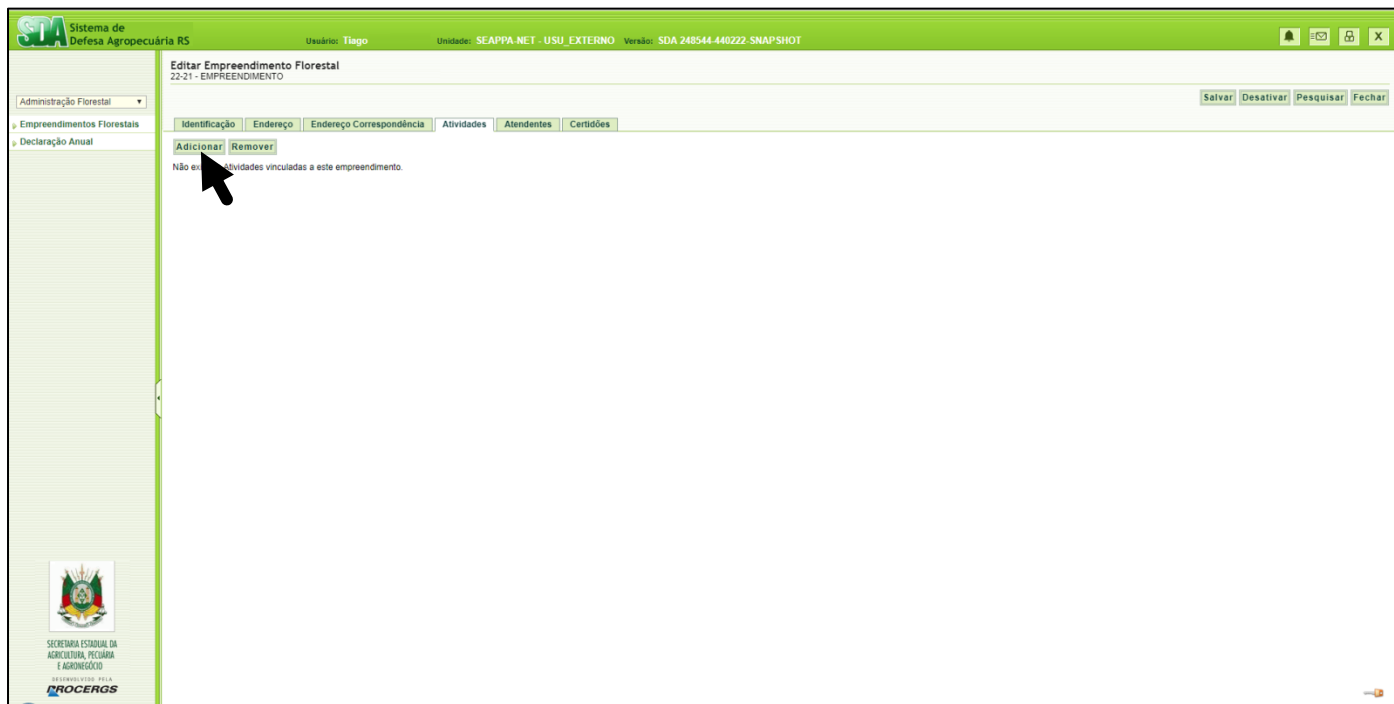 SDA Sistema de
Defesa Agropecuária RS
Usuário: Tiago Unidade: SEAPPA-NET - USU_EXTERNO Versão: SDA 248544-440222-SNAPSHOT
X
Editar Empreendimento Florestal
22-21 - EMPREENDIMENTO
Administração Florestal
Salvar Desativar Pesquisar Fechar
Empreendimentos Florestais
Declaração Anual
Identificação Endereço Endereço Correspondência Atividades Atendentes Certidões
Adicionar Remover
Não Atividades vinculadas a este empreendimento.
SECRETARIA ESTADUAL DA
AGRICULTURA, PECUÁRIA
E AGRONEGÓCIO
DESENVOLVIDO PELA
PROCERGS